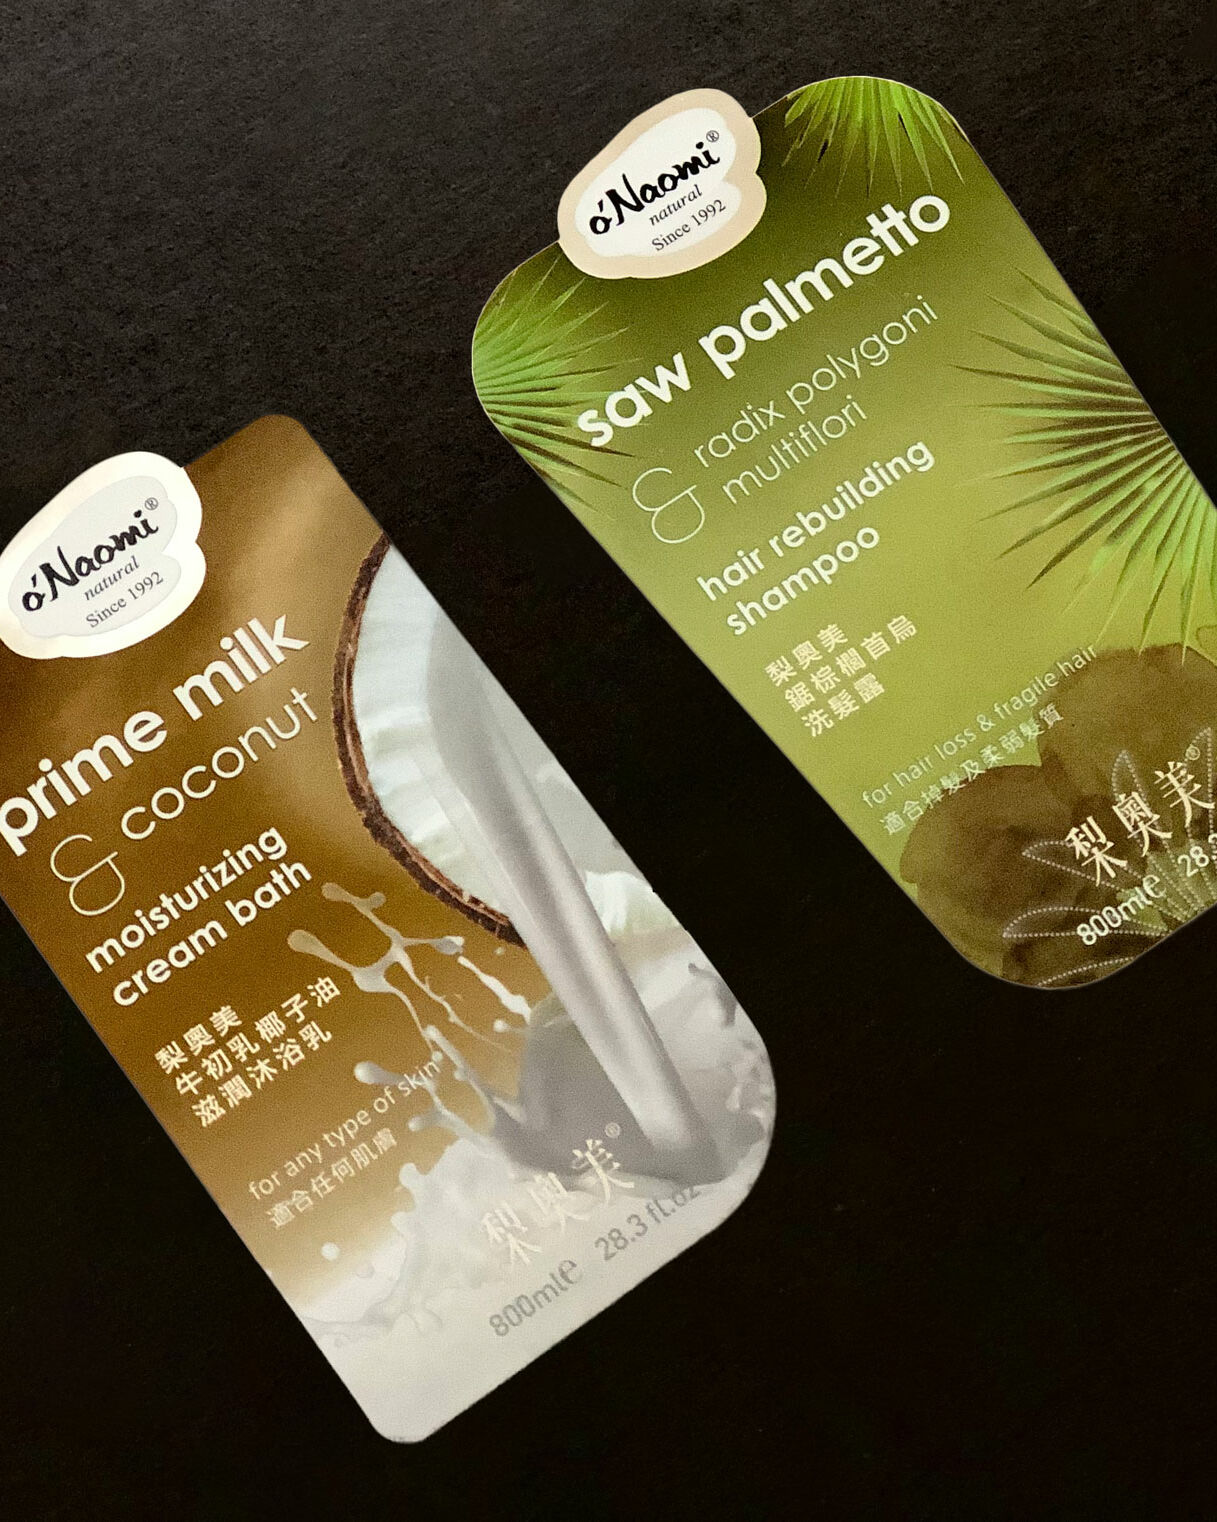 o'Naomi®
natural
Since 1992
prime milk
& coconut
moisturizing
cream bath
梨奧美
牛初乳椰子油
滋潤沐浴乳
for any type of skin
適合任何肌膚
梨奧美®
800ml℮ 28.3 fl.oz
o'Naomi®
natural
Since 1992
saw palmetto
& radix polygoni
multiflori
hair rebuilding
shampoo
梨奧美
鋸棕櫚首烏
洗髮露
for hair loss & fragile hair
適合掉髮及柔弱髮質
梨奧美®
800ml℮ 28.3